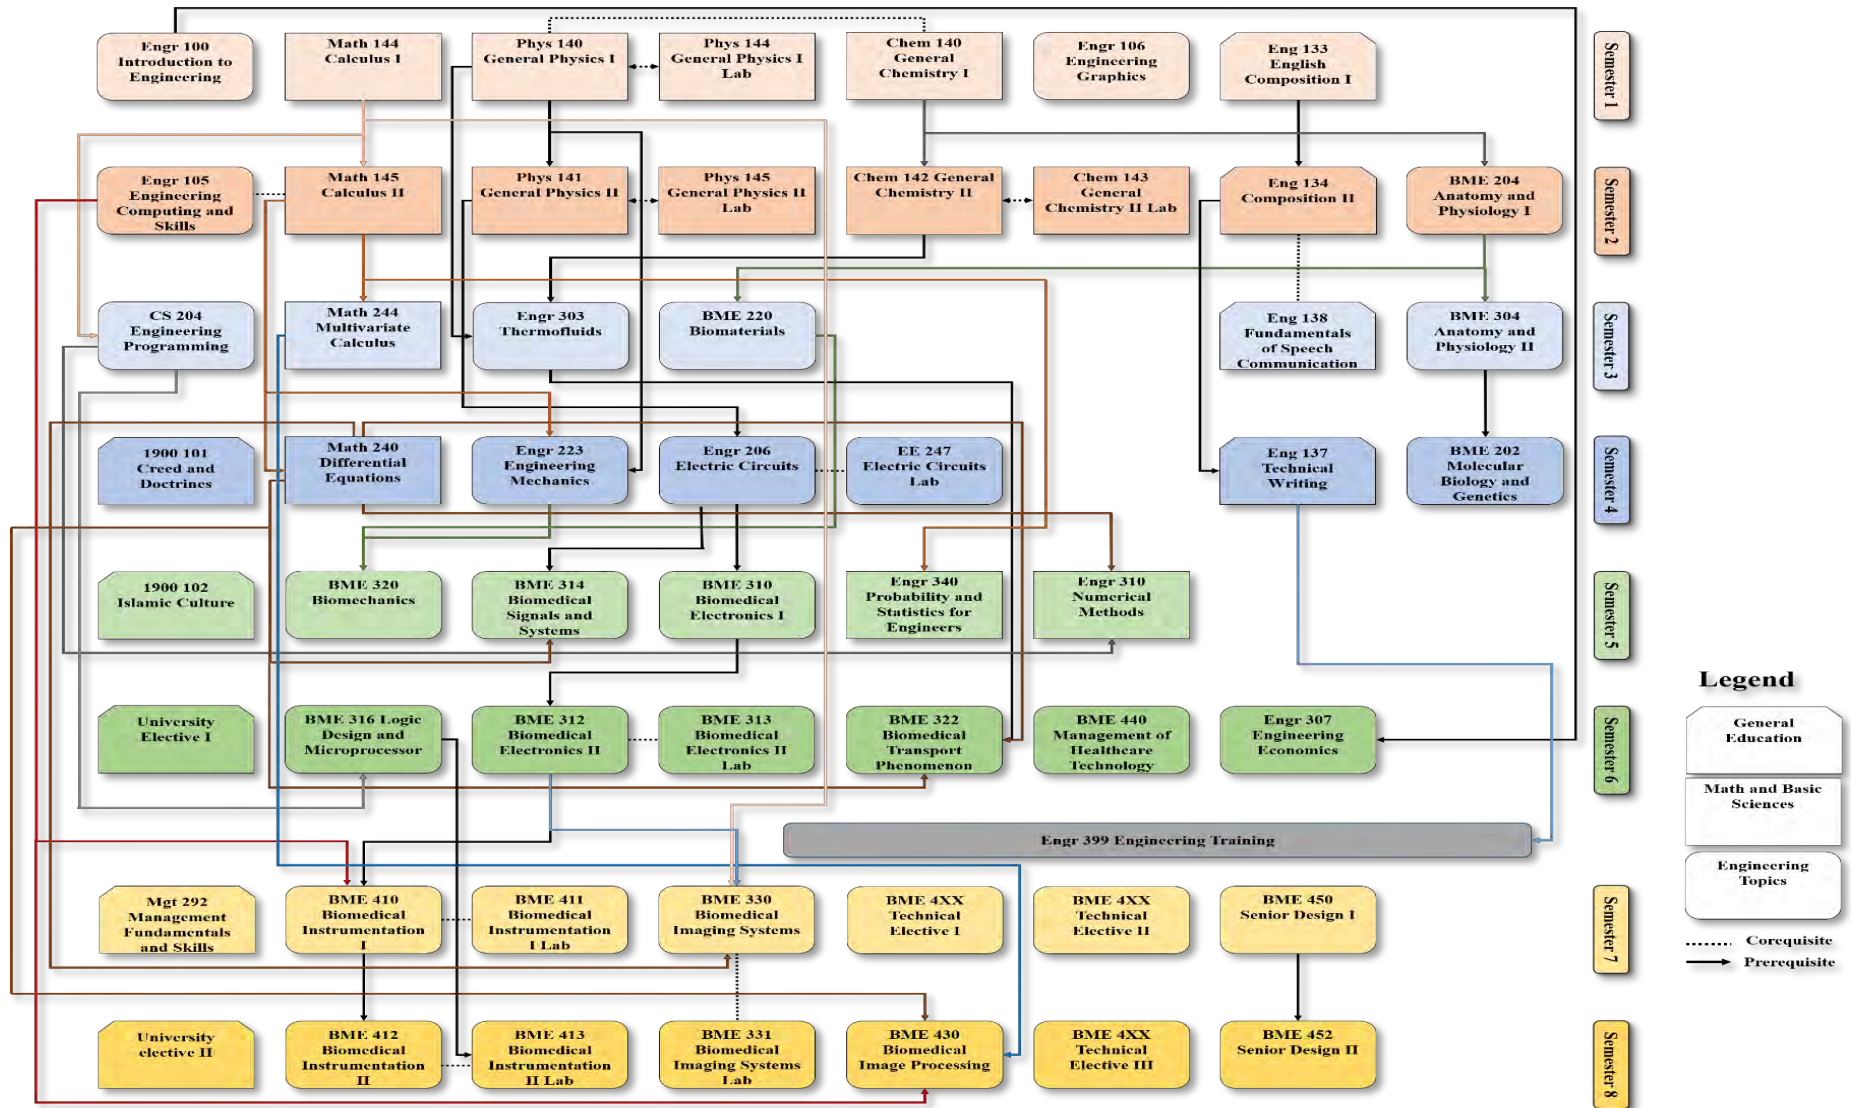 Engr 100
Introduction to
Engineering
Math 144
Calculus I
Phys 140
General Physics I
Phys 144
General Physics I
Lab
Chem 140
General
Chemistry I
Engr 106
Engineering
Graphics
Eng 133
English
Composition I
Semester 1
Engr 105
Engineering
Computing and
Skills
Math 145
Calculus II
Phys 141
General Physics II
Phys 145
General Physics II
Lab
Chem 142 General
Chemistry II
Chem 143
General
Chemistry II Lab
Eng 134
Composition II
BME 204
Anatomy and
Physiology I
Semester 2
CS 204
Engineering
Programming
Math 244
Multivariate
Calculus
Engr 303
Thermofluids
BME 220
Biomaterials
Eng 138
Fundamentals
of Speech
Communication
BME 304
Anatomy and
Physiology II
Semester 3
1900 101
Creed and
Doctrines
Math 240
Differential
Equations
Engr 223
Engineering
Mechanics
Engr 206
Electric Circuits
EE 247
Electric Circuits
Lab
Eng 137
Technical
Writing
BME 202
Molecular
Biology and
Genetics
Semester 4
1900 102
Islamic Culture
BME 320
Biomechanics
BME 314
Biomedical
Signals and
Systems
BME 310
Biomedical
Electronics I
Engr 340
Probability and
Statistics for
Engineers
Engr 310
Numerical
Methods
Semester 5
University
Elective I
BME 316 Logic
Design and
Microprocessor
BME 312
Biomedical
Electronics II
BME 313
Biomedical
Electronics II
Lab
BME 322
Biomedical
Transport
Phenomenon
BME 440
Management of
Healthcare
Technology
Engr 307
Engineering
Economics
Semester 6
Engr 399 Engineering Training
Mgt 292
Management
Fundamentals
and Skills
BME 410
Biomedical
Instrumentation
I
BME 411
Biomedical
Instrumentation
I Lab
BME 330
Biomedical
Imaging Systems
BME 4XX
Technical
Elective I
BME 4XX
Technical
Elective II
BME 450
Senior Design I
Semester 7
University
elective II
BME 412
Biomedical
Instrumentation
II
BME 413
Biomedical
Instrumentation
II Lab
BME 331
Biomedical
Imaging Systems
Lab
BME 430
Biomedical
Image Processing
BME 4XX
Technical
Elective III
BME 452
Senior Design II
Semester 8
Legend
General
Education
Math and Basic
Sciences
Engineering
Topics
Corequisite
Prerequisite